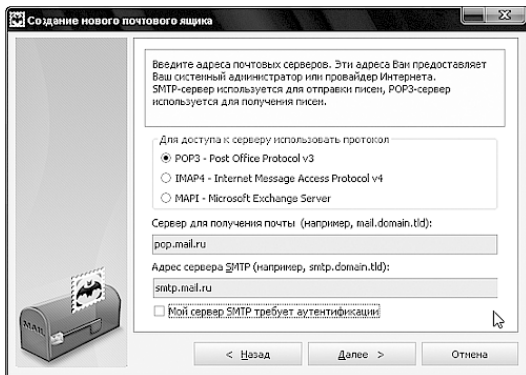 Создание нового почтового ящика
Введите адреса почтовых серверов. Эти адреса Вам предоставляет
Ваш системный администратор или провайдер Интернета.
SMTP-сервер используется для отправки писем, POP3-сервер
используется для получения писем.
Для доступа к серверу использовать протокол
POP3 - Post Office Protocol v3
IMAP4 - Internet Message Access Protocol v4
MAPI - Microsoft Exchange Server
Сервер для получения почты (например, mail.domain.tld):
pop.mail.ru
Адрес сервера SMTP (например, smtp.domain.tld):
smtp.mail.ru
Мой сервер SMTP требует аутентификации
MAIL
< Назад
Далее >
Отмена